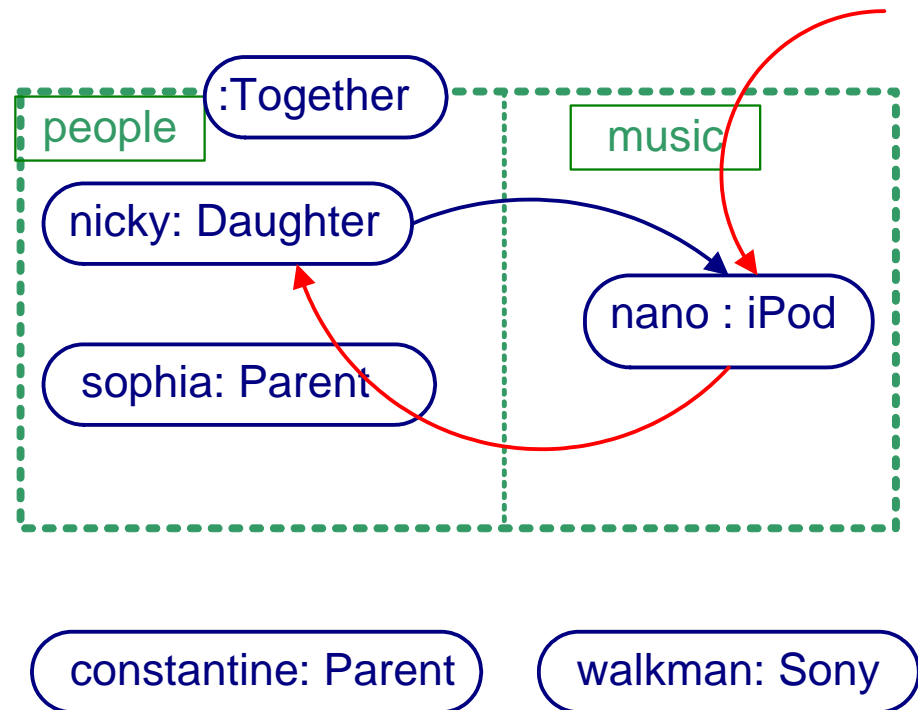 :Together
people
music
nicky: Daughter
nano : iPod
sophia: Parent
constantine: Parent
walkman: Sony